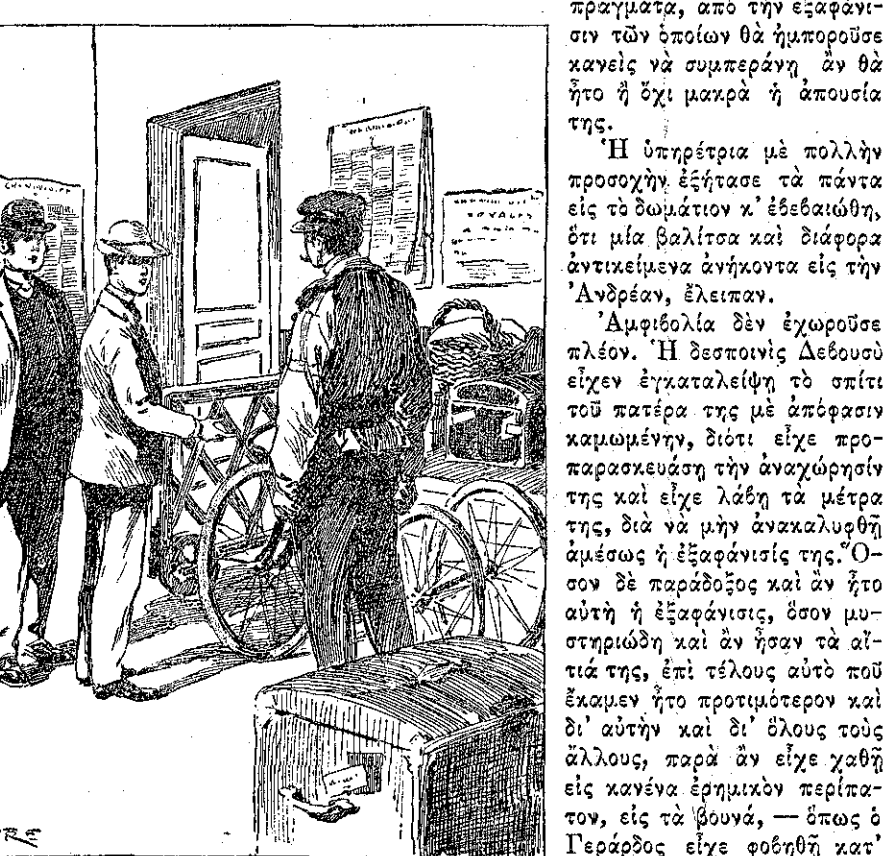 πράγματα, ἀπὸ τὴν ἐξαφάνι-
σιν τῶν ὁποίων θὰ ἠμποροῦσε
κανεὶς νὰ συμπεράνῃ ἂν θὰ
ἦτο ἢ ὄχι μακρὰ ἡ ἀπουσία
της.
Ἡ ὑπηρέτρια μὲ πολλὴν
προσοχὴν ἐξήτασε τὰ πάντα
εἰς τὸ δωμάτιον κ' ἐβεβαιώθη,
ὅτι μία βαλίτσα καὶ διάφορα
ἀντικείμενα ἀνήκοντα εἰς τὴν
Ἀνδρέαν, ἔλειπαν.
Ἀμφιβολία δὲν ἐχωροῦσε
πλέον. Ἡ δεσποινὶς Δεβουσὺ
εἶχεν ἐγκαταλείψῃ τὸ σπίτι
τοῦ πατέρα της μὲ ἀπόφασιν
καμωμένην, διότι εἶχε προ-
παρασκευάσῃ τὴν ἀναχώρησίν
της καὶ εἶχε λάβῃ τὰ μέτρα
της, διὰ νὰ μὴν ἀνακαλυφθῇ
ἀμέσως ἡ ἐξαφάνισίς της. Ὅ-
σον δὲ παράδοξος καὶ ἂν ἦτο
αὐτὴ ἡ ἐξαφάνισις, ὅσον μυ-
στηριώδη καὶ ἂν ἦσαν τὰ αἴ-
τιά της, ἐπὶ τέλους αὐτὸ ποῦ
ἔκαμεν ἦτο προτιμότερον καὶ
δι' αὐτὴν καὶ δι' ὅλους τοὺς
ἄλλους, παρὰ ἂν εἶχε χαθῇ
εἰς κανένα ἐρημικὸν περίπα-
τον, εἰς τὰ βουνά, — ὅπως ὁ
Γεράρδος εἶχε φοβηθῆ κατ'